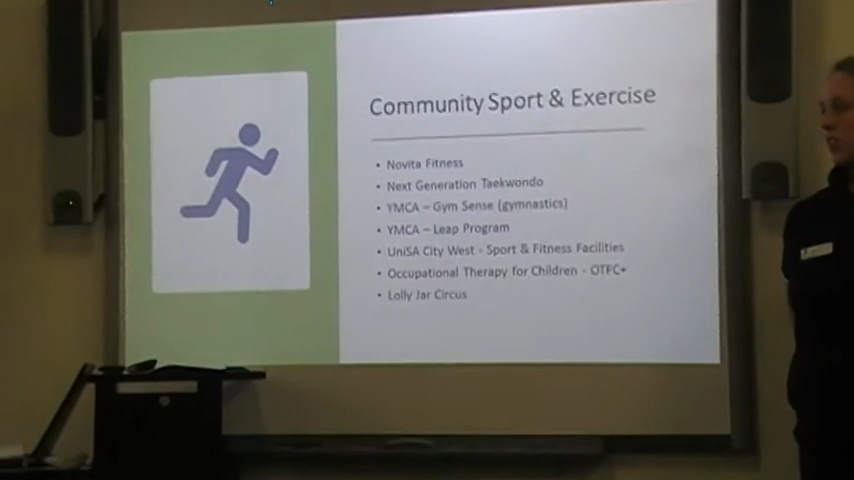 Community Sport & Exercise
• Novita Fitness
• Next Generation Taekwondo
• YMCA – Gym Sense (gymnastics)
• YMCA – Leap Program
• UniSA City West - Sport & Fitness Facilities
• Occupational Therapy for Children - OTFC+
• Lolly Jar Circus